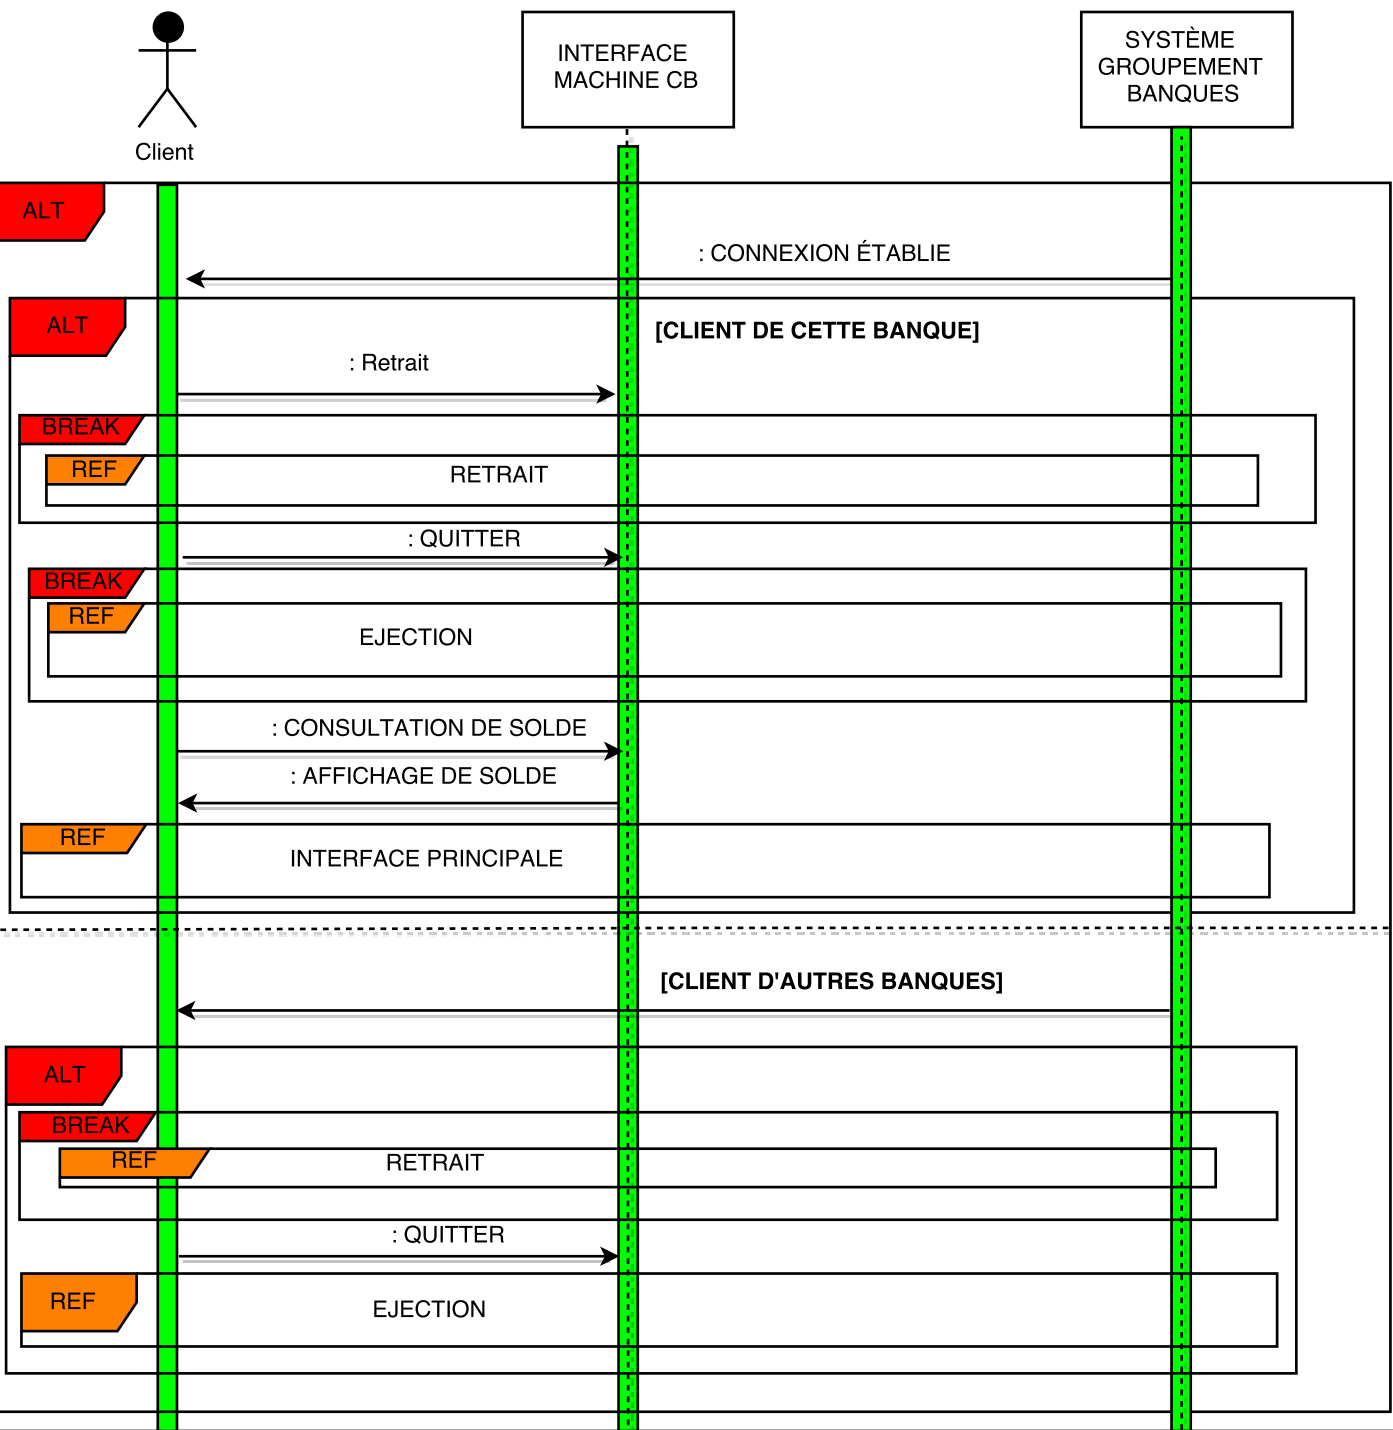 INTERFACE
MACHINE CB
SYSTÈME
GROUPEMENT
BANQUES
Client
ALT
: CONNEXION ÉTABLIE
ALT
[CLIENT DE CETTE BANQUE]
: Retrait
BREAK
REF
RETRAIT
: QUITTER
BREAK
REF
EJECTION
: CONSULTATION DE SOLDE
: AFFICHAGE DE SOLDE
REF
INTERFACE PRINCIPALE
[CLIENT D'AUTRES BANQUES]
ALT
BREAK
REF
RETRAIT
: QUITTER
REF
EJECTION